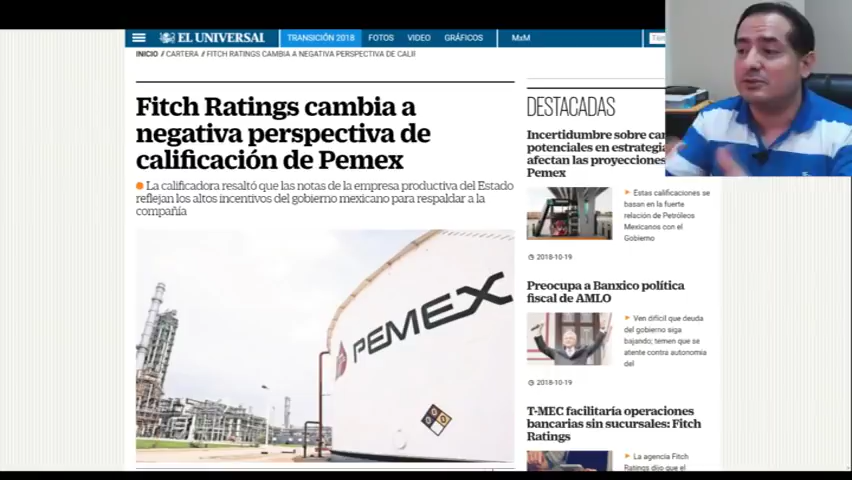 EL UNIVERSAL
TRANSICIÓN 2018 FOTOS VIDEO GRÁFICOS MxM
INICIO / CARTERA / FITCH RATINGS CAMBIA A NEGATIVA PERSPECTIVA DE CALIF
Fitch Ratings cambia a
negativa perspectiva de
calificación de Pemex
La calificadora resaltó que las notas de la empresa productiva del Estado
reflejan los altos incentivos del gobierno mexicano para respaldar a la
compañía
PEMEX
0 0 0
DESTACADAS
Incertidumbre sobre
potenciales en estrategia
afectan las proyecciones
Pemex
Estas calificaciones se
basan en la fuerte
relación de Petróleos
Mexicanos con el
Gobierno
2018-10-19
Preocupa a Banxico política
fiscal de AMLO
Ven difícil que deuda
del gobierno siga
bajando; temen que se
atente contra autonomía
del
2018-10-19
T-MEC facilitaría operaciones
bancarias sin sucursales: Fitch
Ratings
La agencia Fitch
Ratings dijo que el